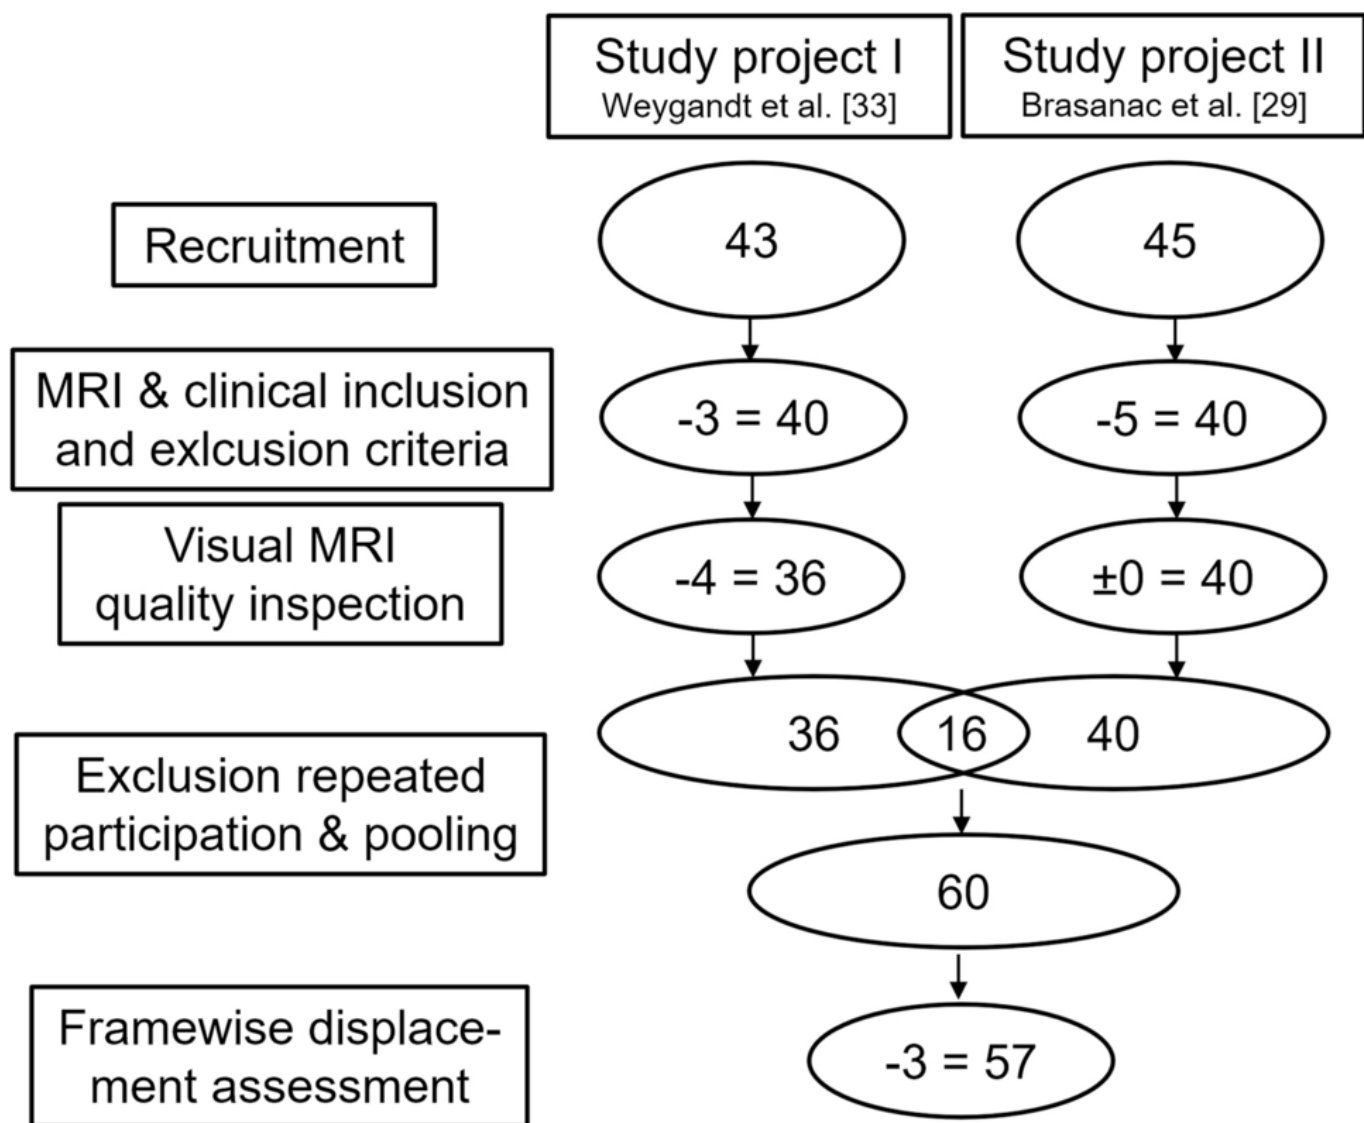 Study project I
Weygandt et al. [33]
Study project II
Brasanac et al. [29]
Recruitment
43
45
MRI & clinical inclusion
and exlcusion criteria
-3 = 40
-5 = 40
Visual MRI
quality inspection
-4 = 36
±0 = 40
Exclusion repeated
participation & pooling
36
16
40
60
Framewise displace-
ment assessment
-3 = 57